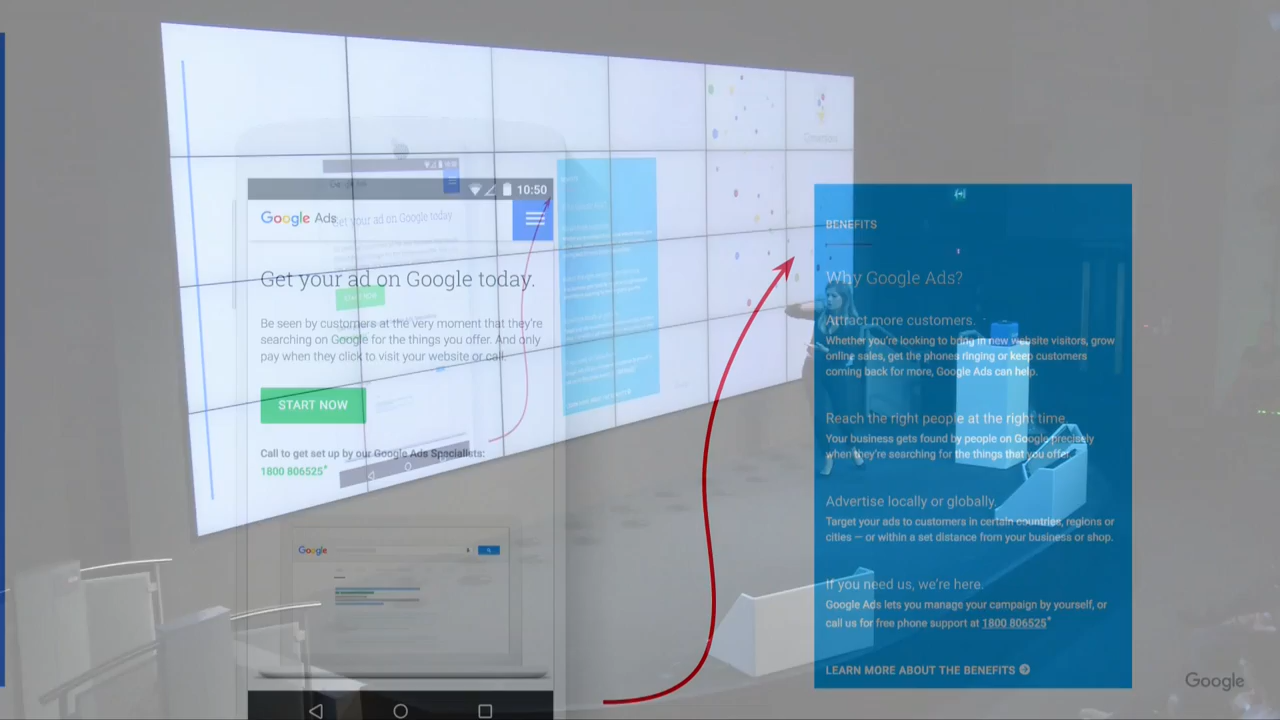 10:50
Google Ads
Get your ad on Google today
Get your ad on Google today.
Be seen by customers at the very moment that they're
searching on Google for the things you offer. And only
pay when they click to visit your website or call.
START NOW
START NOW
Call to get set up by our Google Ads Specialists:
1800 806525*
Google
BENEFITS
Why Google Ads?
Attract more customers.
Whether you're looking to bring in new website visitors, grow
online sales, get the phones ringing or keep customers
coming back for more, Google Ads can help.
Reach the right people at the right time.
Your business gets found by people on Google precisely
when they're searching for the things that you offer.
Advertise locally or globally.
Target your ads to customers in certain countries, regions or
cities — or within a set distance from your business or shop.
If you need us, we're here.
Google Ads lets you manage your campaign by yourself, or
call us for free phone support at 1800 806525*
LEARN MORE ABOUT THE BENEFITS
Google